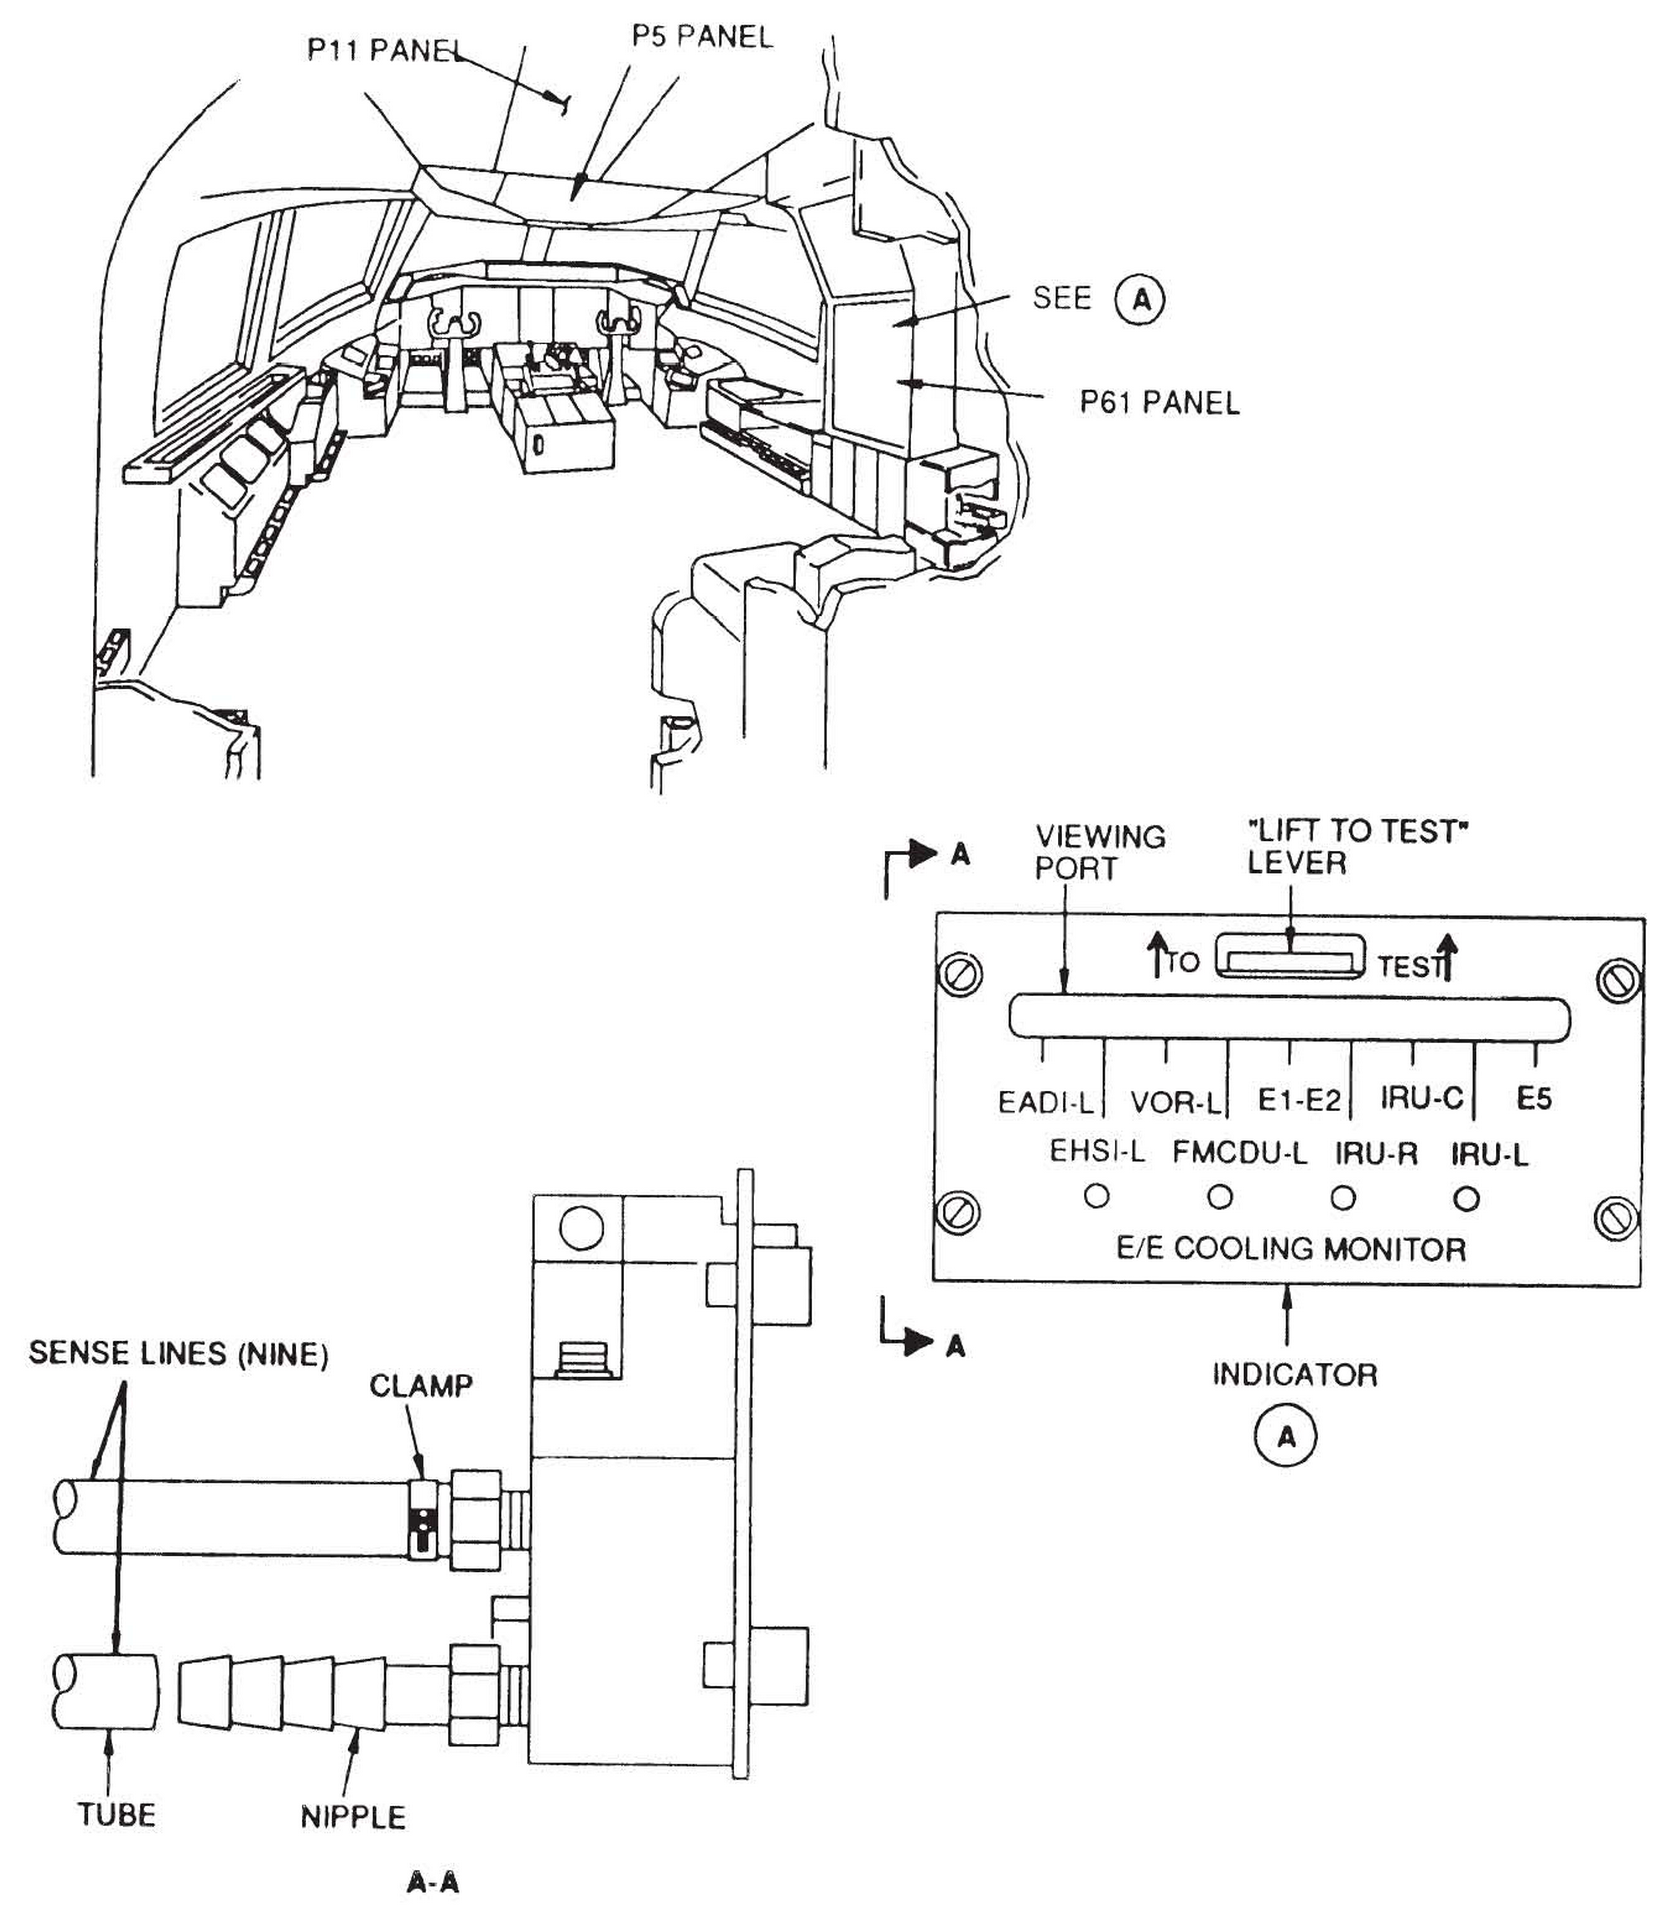 P11 PANEL
P5 PANEL
SEE A
P61 PANEL
A
VIEWING
PORT
"LIFT TO TEST"
LEVER
TO TEST
EADI-L VOR-L E1-E2 IRU-C E5
EHSI-L FMCDU-L IRU-R IRU-L
E/E COOLING MONITOR
A
INDICATOR
A
SENSE LINES (NINE)
CLAMP
TUBE
NIPPLE
A-A